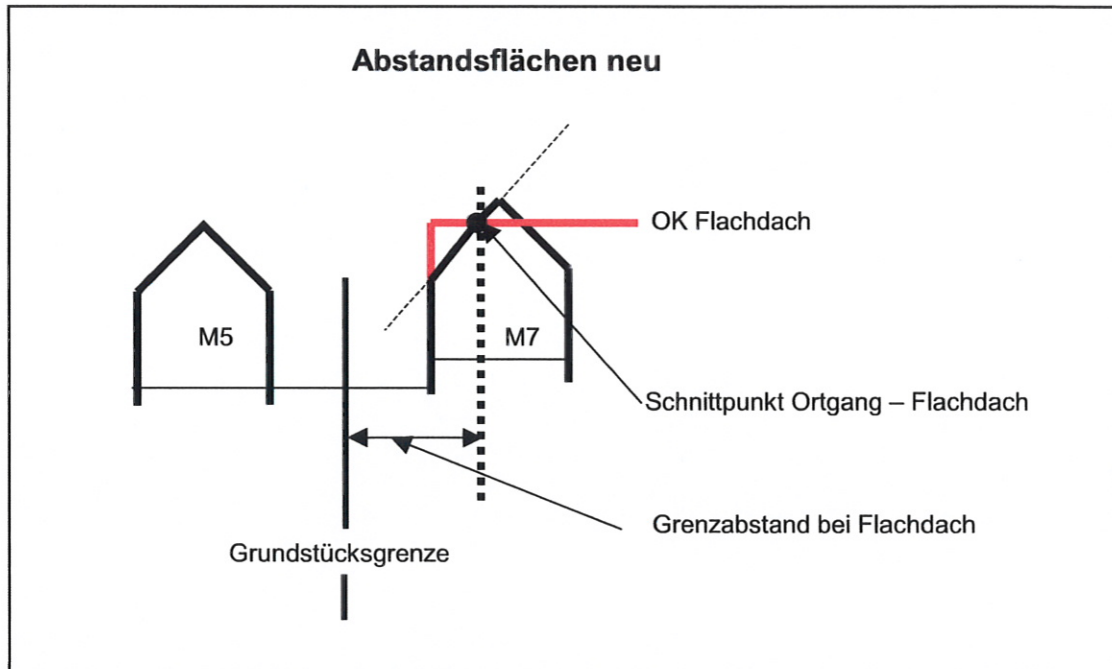 Abstandsflächen neu
OK Flachdach
M5
M7
Schnittpunkt Ortgang – Flachdach
Grenzabstand bei Flachdach
Grundstücksgrenze